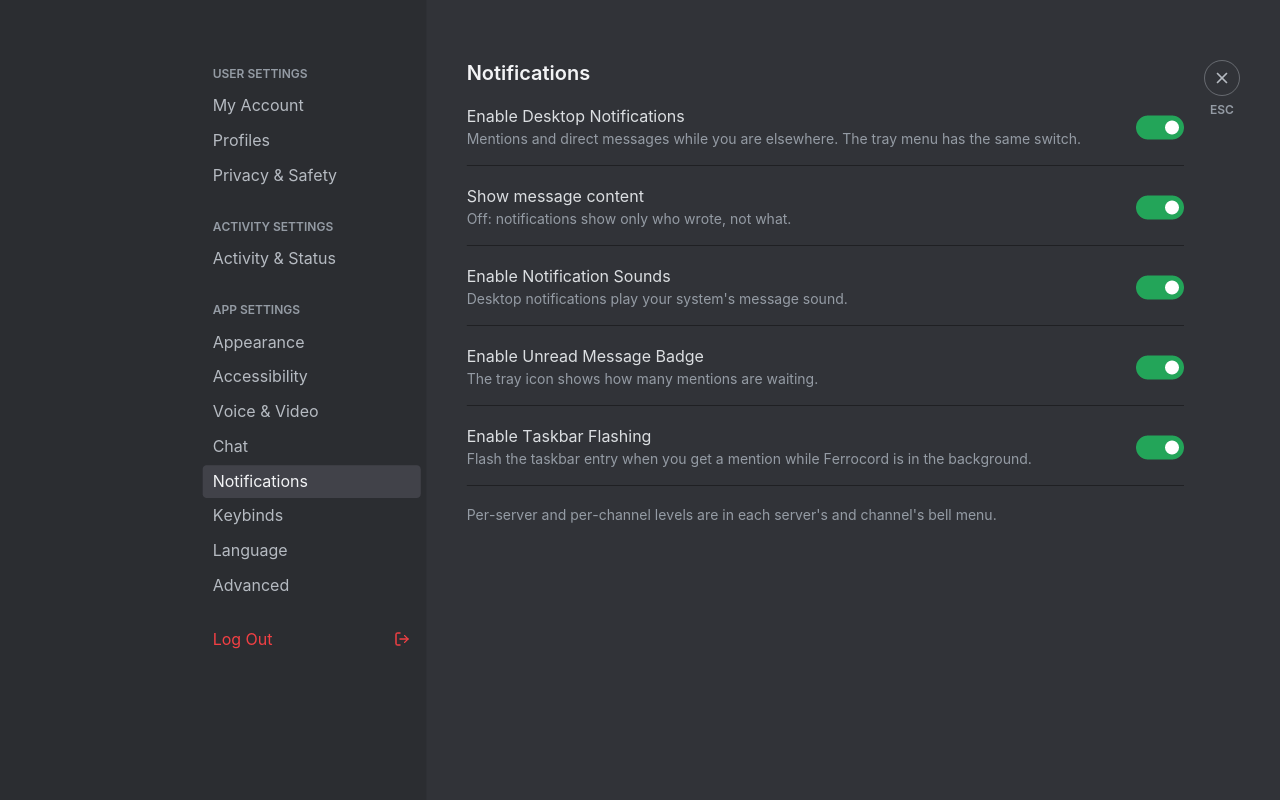 USER SETTINGS
My Account
Profiles
Privacy & Safety
ACTIVITY SETTINGS
Activity & Status
APP SETTINGS
Appearance
Accessibility
Voice & Video
Chat
Notifications
Keybinds
Language
Advanced
Log Out
Notifications
Enable Desktop Notifications
Mentions and direct messages while you are elsewhere. The tray menu has the same switch.
Show message content
Off: notifications show only who wrote, not what.
Enable Notification Sounds
Desktop notifications play your system's message sound.
Enable Unread Message Badge
The tray icon shows how many mentions are waiting.
Enable Taskbar Flashing
Flash the taskbar entry when you get a mention while Ferrocord is in the background.
Per-server and per-channel levels are in each server's and channel's bell menu.
ESC